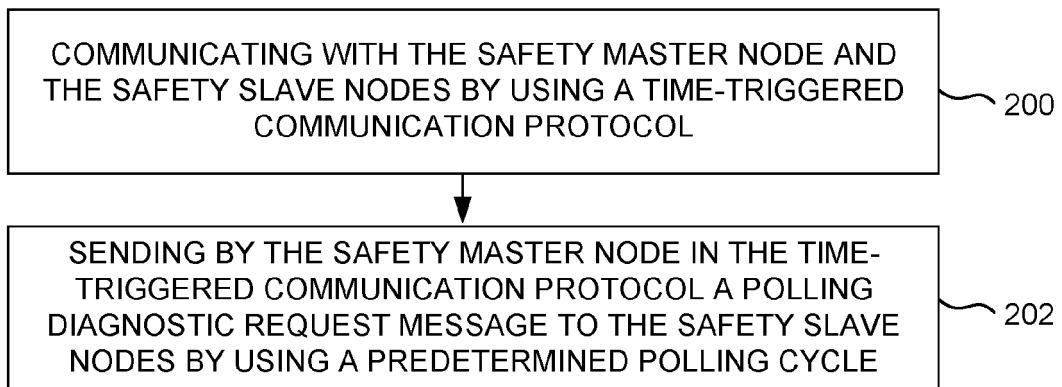 COMMUNICATING WITH THE SAFETY MASTER NODE AND
THE SAFETY SLAVE NODES BY USING A TIME-TRIGGERED
COMMUNICATION PROTOCOL
200
SENDING BY THE SAFETY MASTER NODE IN THE TIME-
TRIGGERED COMMUNICATION PROTOCOL A POLLING
DIAGNOSTIC REQUEST MESSAGE TO THE SAFETY SLAVE
NODES BY USING A PREDETERMINED POLLING CYCLE
202